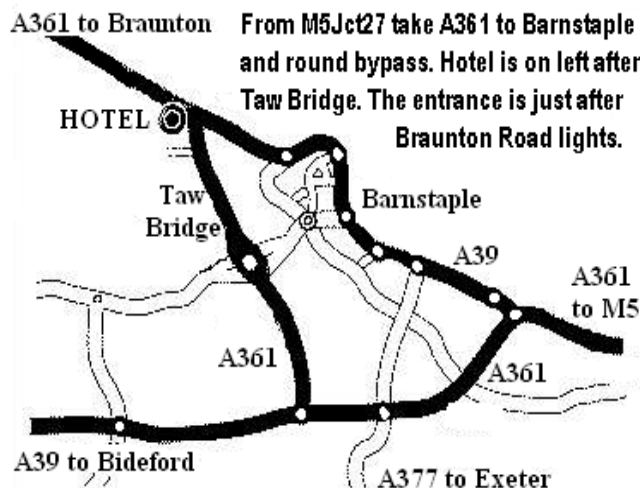 A361 to Braunton
From M5Jct27 take A361 to Barnstaple
and round bypass. Hotel is on left after
Taw Bridge. The entrance is just after
Braunton Road lights.
HOTEL
Taw
Bridge
Barnstaple
A39
A361
to M5
A361
A361
A39 to Bideford
A377 to Exeter